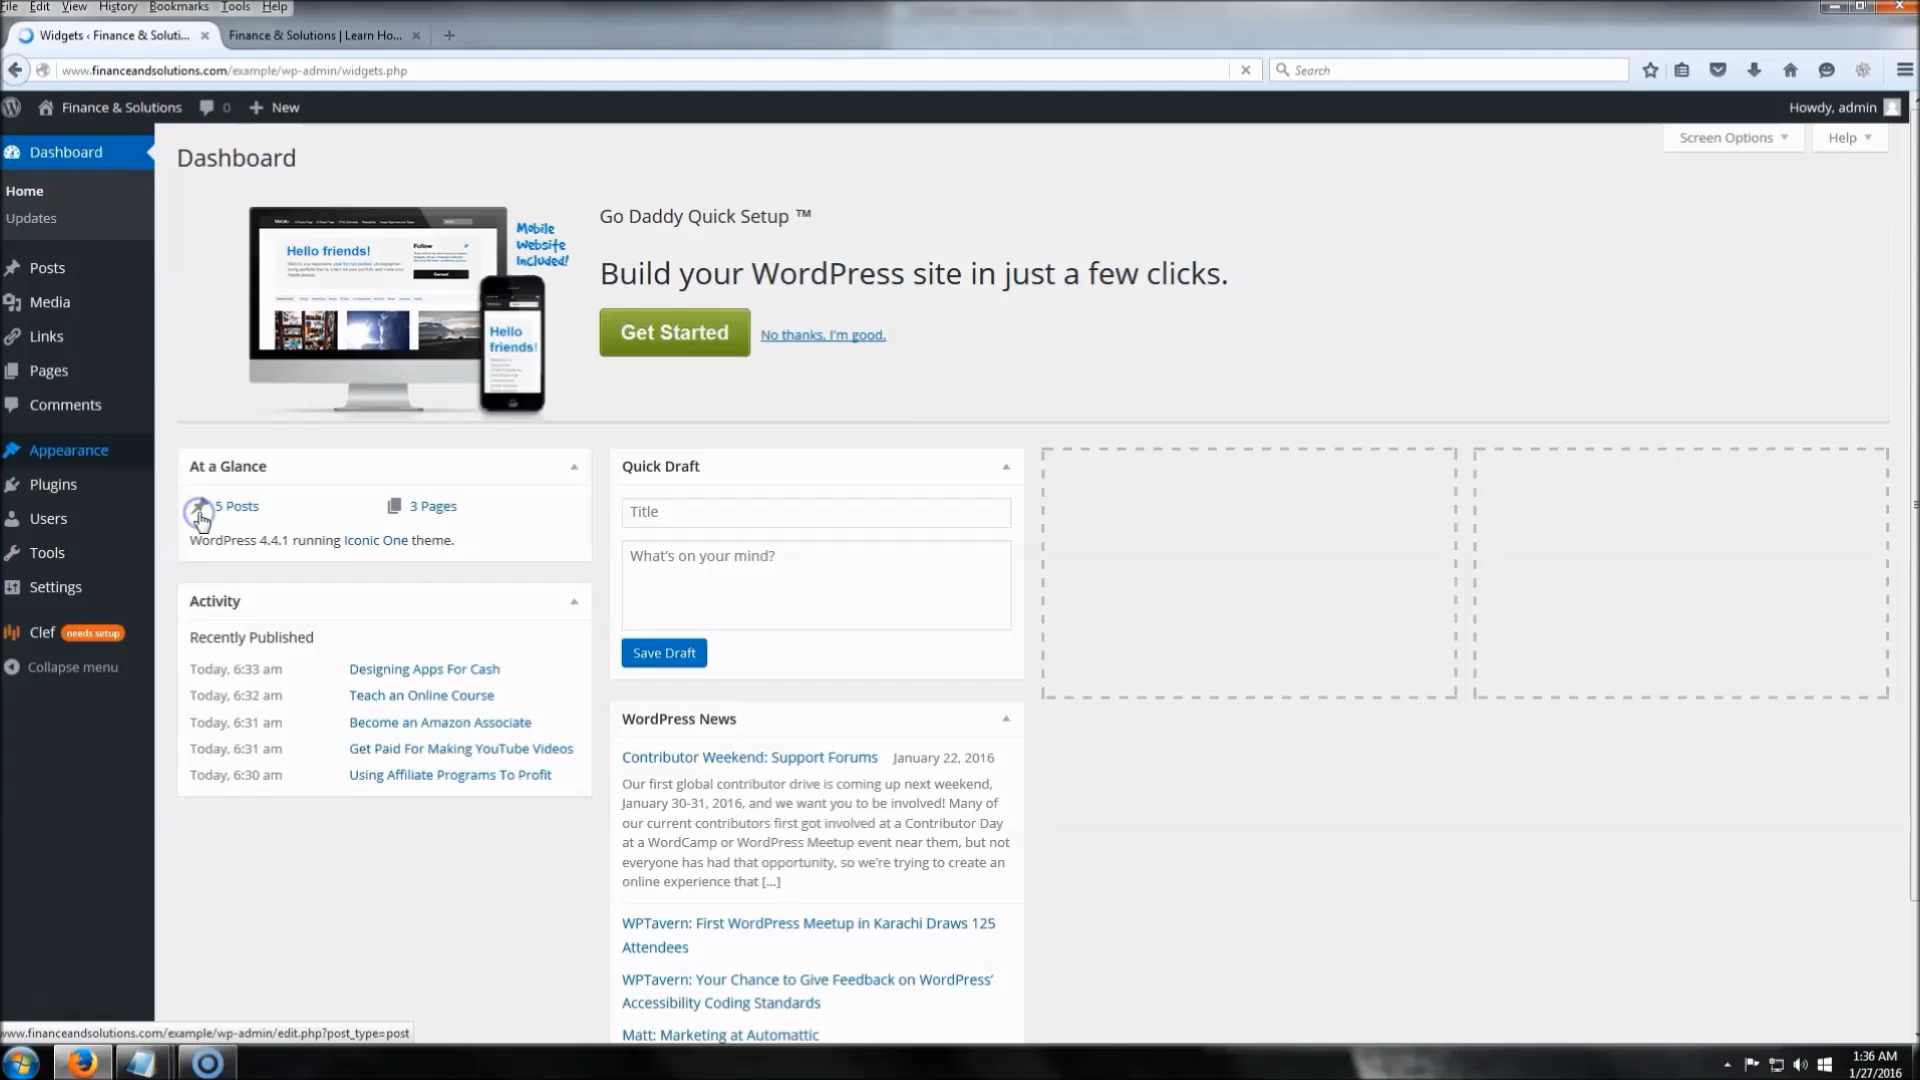 File Edit View History Bookmarks Tools Help
Widgets ‹ Finance & Soluti...
Finance & Solutions | Learn Ho...
www.financeandsolutions.com/example/wp-admin/widgets.php
Search
Finance & Solutions 0 New
Howdy, admin
Dashboard
Home
Updates
Posts
Media
Links
Pages
Comments
Appearance
Plugins
Users
Tools
Settings
Clef needs setup
Collapse menu
Dashboard
Screen Options
Help
Hello friends!
Follow
Mobile
Website
Included!
Hello
friends!
Go Daddy Quick Setup ™
Build your WordPress site in just a few clicks.
Get Started
No thanks, I'm good.
At a Glance
5 Posts
3 Pages
WordPress 4.4.1 running Iconic One theme.
Activity
Recently Published
Today, 6:33 am Designing Apps For Cash
Today, 6:32 am Teach an Online Course
Today, 6:31 am Become an Amazon Associate
Today, 6:31 am Get Paid For Making YouTube Videos
Today, 6:30 am Using Affiliate Programs To Profit
Quick Draft
Title
What's on your mind?
Save Draft
WordPress News
Contributor Weekend: Support Forums January 22, 2016
Our first global contributor drive is coming up next weekend,
January 30-31, 2016, and we want you to be involved! Many of
our current contributors first got involved at a Contributor Day
at a WordCamp or WordPress Meetup event near them, but not
everyone has had that opportunity, so we're trying to create an
online experience that [...]
WPTavern: First WordPress Meetup in Karachi Draws 125
Attendees
WPTavern: Your Chance to Give Feedback on WordPress'
Accessibility Coding Standards
Matt: Marketing at Automattic
www.financeandsolutions.com/example/wp-admin/edit.php?post_type=post
1:36 AM
1/27/2016